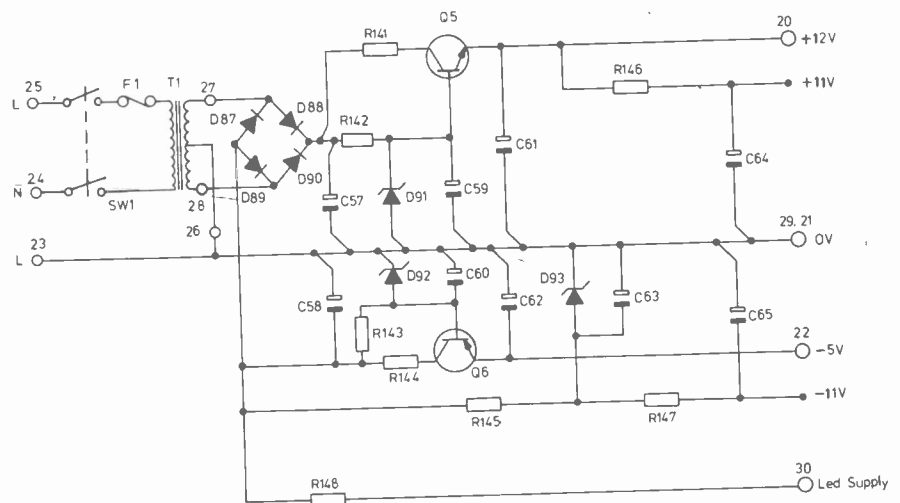 Q5
20
R141
+12V
25
F1
T1
27
R146
+11V
L
D88
D87
R142
C61
C64
24
N̄
D90
D91
C59
SW1
D89
C57
28
29.21
26
23
0V
L
D92
C60
D93
C58
C62
C63
C65
R143
22
R144
Q6
-5V
-11V
R145
R147
30
R148
Led Supply